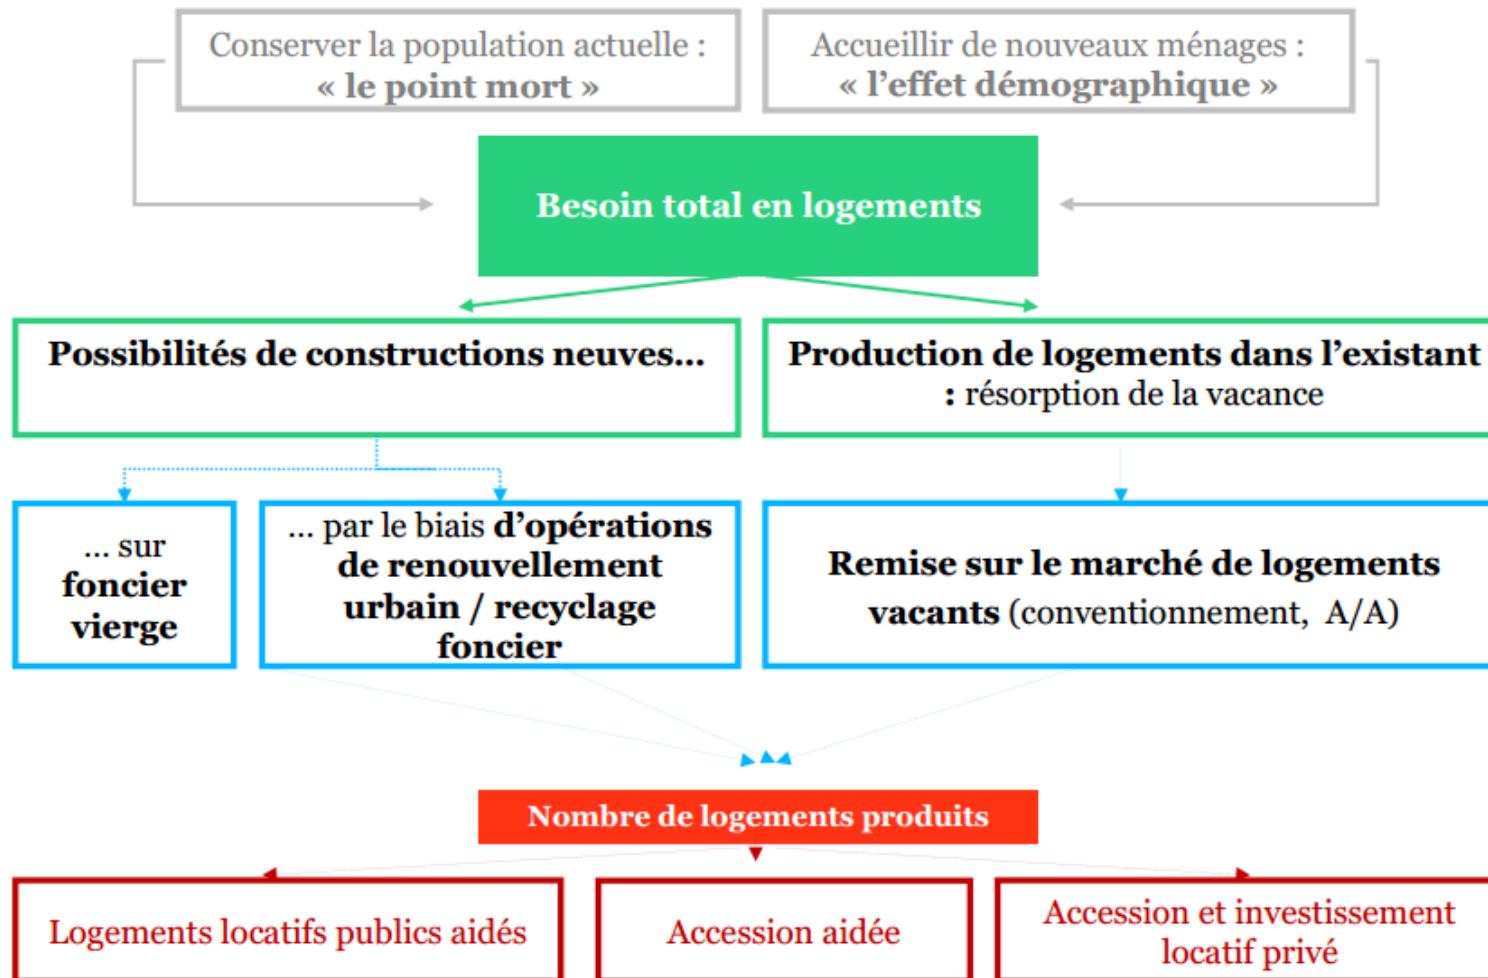 Conserver la population actuelle :
« le point mort »
Accueillir de nouveaux ménages :
« l’effet démographique »
Besoin total en logements
Possibilités de constructions neuves…
Production de logements dans l’existant
: résorption de la vacance
… sur
foncier
vierge
… par le biais d’opérations
de renouvellement
urbain / recyclage
foncier
Remise sur le marché de logements
vacants (conventionnement, A/A)
Nombre de logements produits
Logements locatifs publics aidés
Accession aidée
Accession et investissement
locatif privé